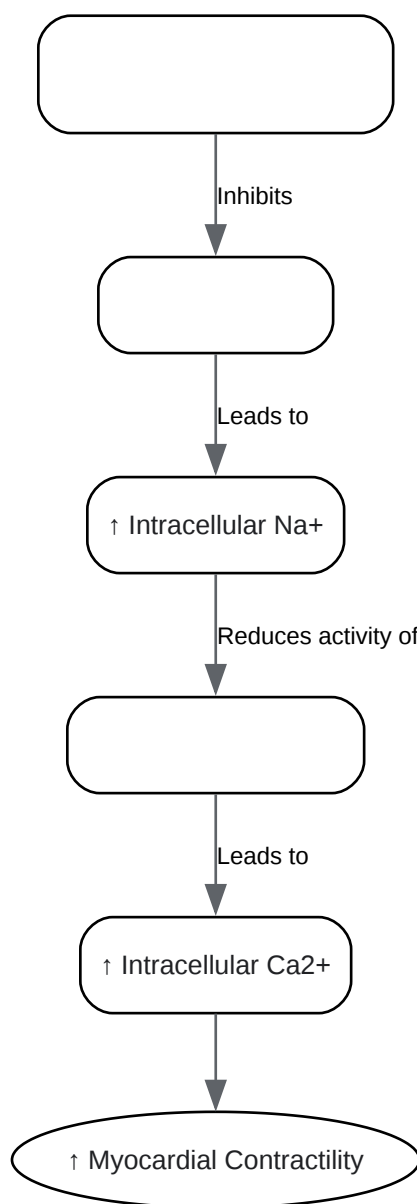 Inhibits
Leads to
↑ Intracellular Na+
Reduces activity of
Leads to
↑ Intracellular Ca2+
↑ Myocardial Contractility